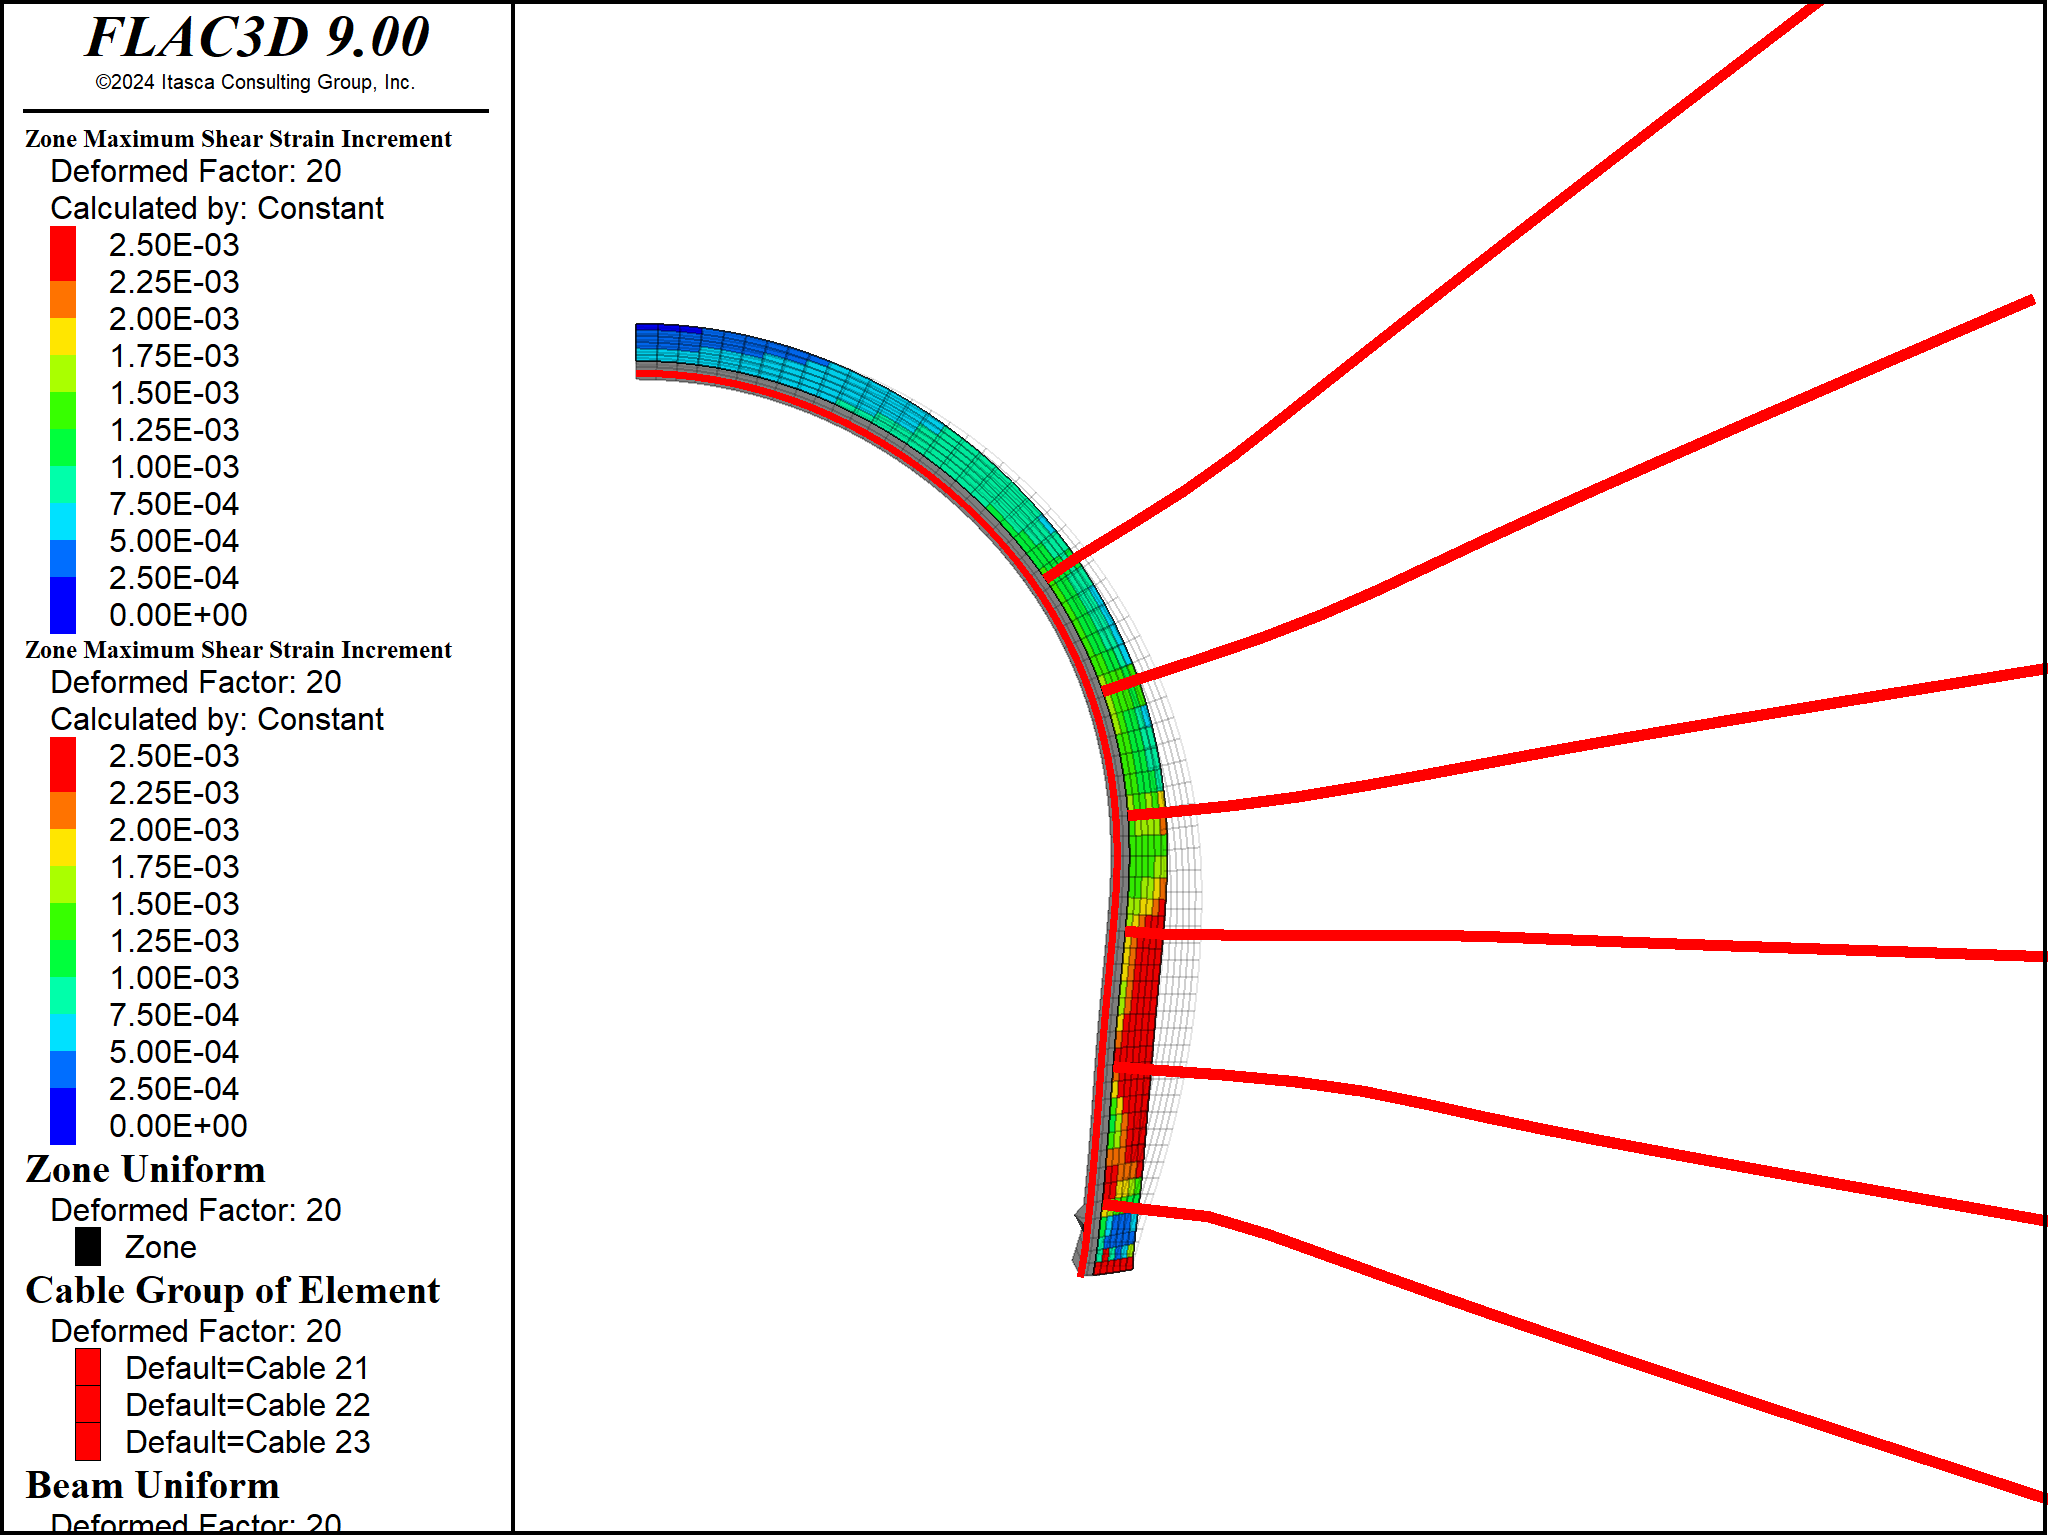 FLAC3D 9.00
©2024 Itasca Consulting Group, Inc.
Zone Maximum Shear Strain Increment
Deformed Factor: 20
Calculated by: Constant
2.50E-03
2.25E-03
2.00E-03
1.75E-03
1.50E-03
1.25E-03
1.00E-03
7.50E-04
5.00E-04
2.50E-04
0.00E+00
Zone Maximum Shear Strain Increment
Deformed Factor: 20
Calculated by: Constant
2.50E-03
2.25E-03
2.00E-03
1.75E-03
1.50E-03
1.25E-03
1.00E-03
7.50E-04
5.00E-04
2.50E-04
0.00E+00
Zone Uniform
Deformed Factor: 20
Zone
Cable Group of Element
Deformed Factor: 20
Default=Cable 21
Default=Cable 22
Default=Cable 23
Beam Uniform
Deformed Factor: 20